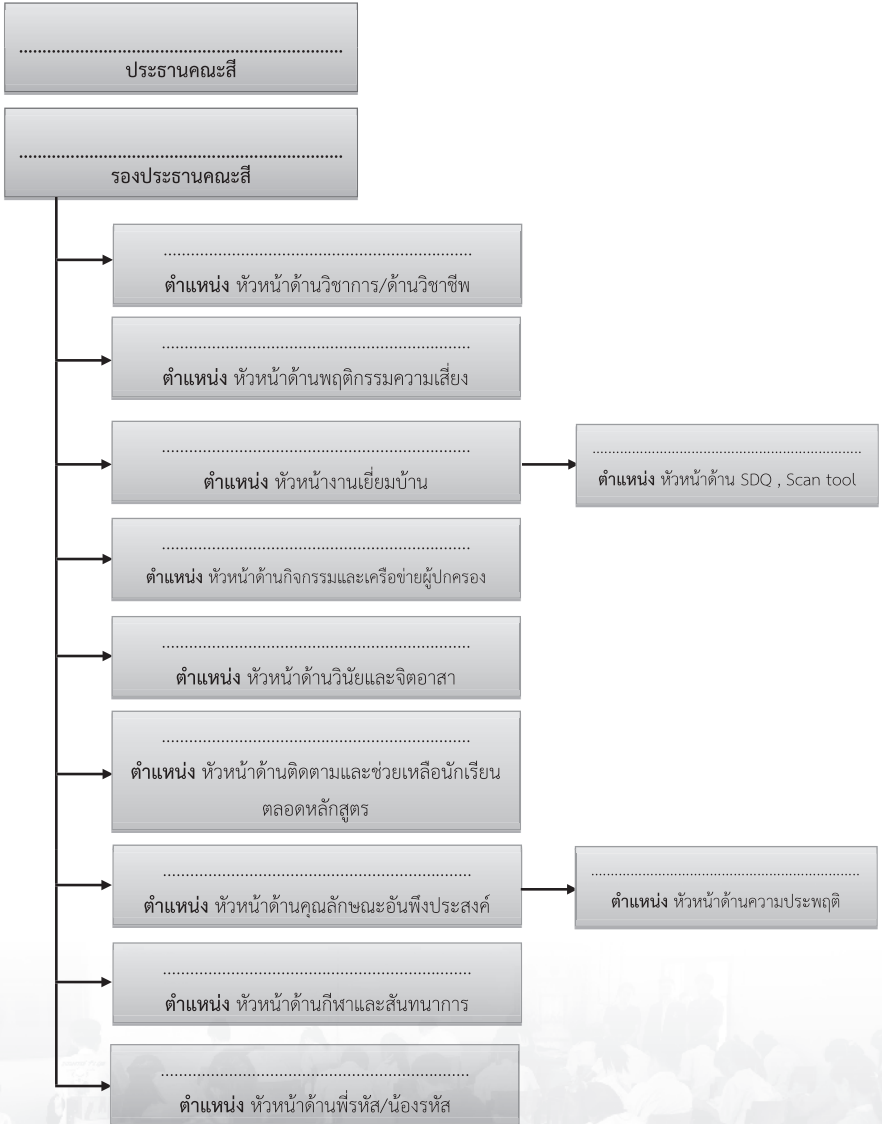 ......................................................................
ประธานคณะสี
......................................................................
รองประธานคณะสี
......................................................................
ตำแหน่ง หัวหน้าด้านวิชาการ/ด้านวิชาชีพ
......................................................................
ตำแหน่ง หัวหน้าด้านพฤติกรรมความเสี่ยง
......................................................................
ตำแหน่ง หัวหน้างานเยี่ยมบ้าน
......................................................................
ตำแหน่ง หัวหน้าด้าน SDQ , Scan tool
......................................................................
ตำแหน่ง หัวหน้าด้านกิจกรรมและเครือข่ายผู้ปกครอง
......................................................................
ตำแหน่ง หัวหน้าด้านวินัยและจิตอาสา
......................................................................
ตำแหน่ง หัวหน้าด้านติดตามและช่วยเหลือนักเรียน
ตลอดหลักสูตร
......................................................................
ตำแหน่ง หัวหน้าด้านคุณลักษณะอันพึงประสงค์
......................................................................
ตำแหน่ง หัวหน้าด้านความประพฤติ
......................................................................
ตำแหน่ง หัวหน้าด้านกีฬาและสันทนาการ
......................................................................
ตำแหน่ง หัวหน้าด้านพี่รหัส/น้องรหัส